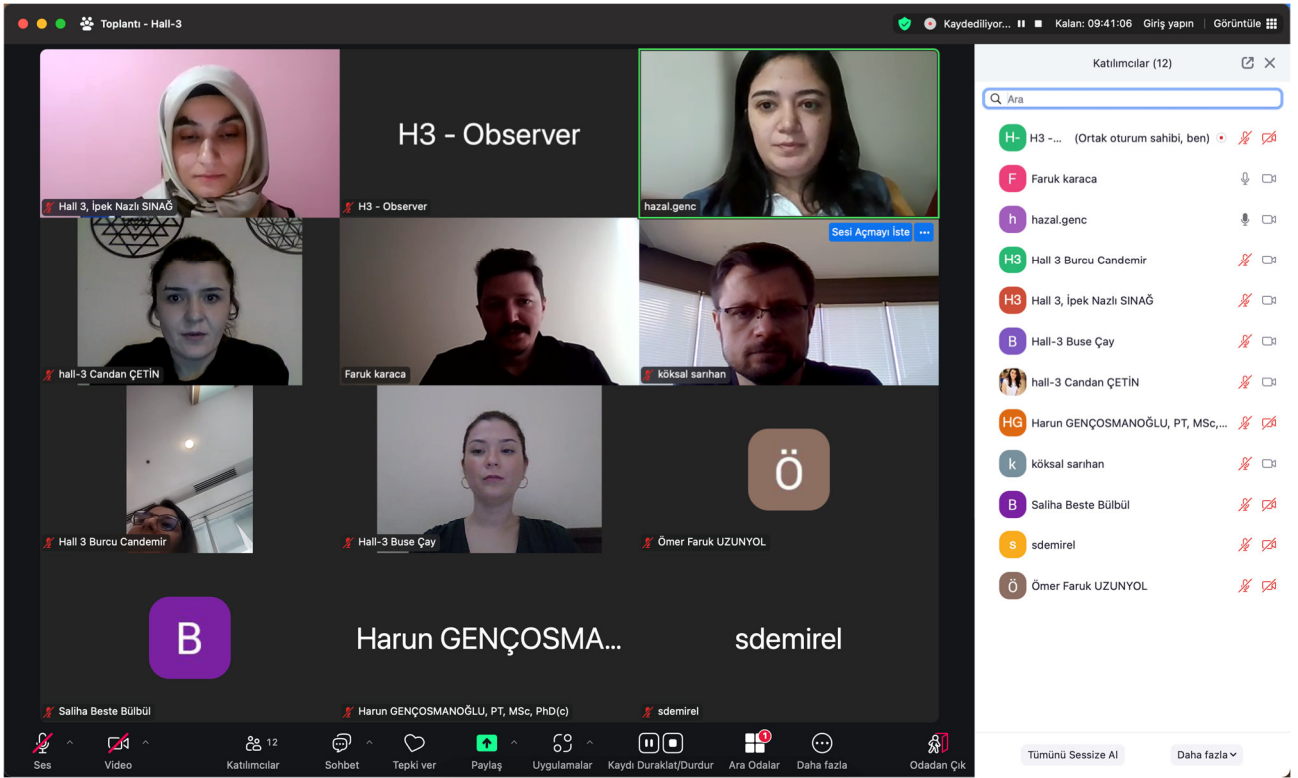 Toplantı - Hall-3
Kaydediliyor...
Kalan: 09:41:06
Giriş yapın
Görüntüle
Hall 3, İpek Nazlı SINAĞ
H3 - Observer
H3 - Observer
hazal.genc
hall-3 Candan ÇETİN
Faruk karaca
Sesi Açmayı İste
köksal sarıhan
Hall 3 Burcu Candemir
Hall-3 Buse Çay
Ö
Ömer Faruk UZUNYOL
B
Saliha Beste Bülbül
Harun GENÇOSMA...
Harun GENÇOSMANOĞLU, PT, MSc, PhD(c)
sdemirel
sdemirel
Katılımcılar (12)
Ara
H- H3 -... (Ortak oturum sahibi, ben)
F Faruk karaca
h hazal.genc
H3 Hall 3 Burcu Candemir
H3 Hall 3, İpek Nazlı SINAĞ
B Hall-3 Buse Çay
hall-3 Candan ÇETİN
HG Harun GENÇOSMANOĞLU, PT, MSc,...
k köksal sarıhan
B Saliha Beste Bülbül
s sdemirel
Ö Ömer Faruk UZUNYOL
Tümünü Sessize Al
Daha fazla
Ses
Video
12
Katılımcılar
Sohbet
Tepki ver
Paylaş
Uygulamalar
Kaydı Duraklat/Durdur
1
Ara Odalar
Daha fazla
Odadan Çık